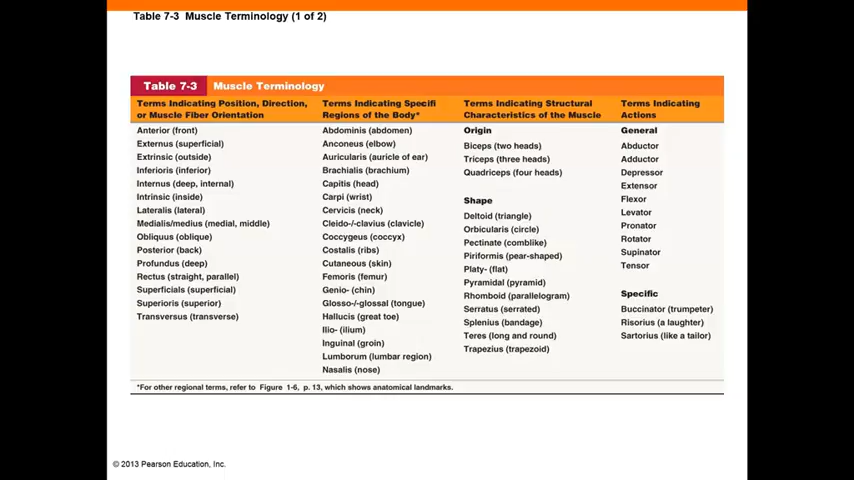 Table 7-3 Muscle Terminology (1 of 2)
Table 7-3 Muscle Terminology
Terms Indicating Position, Direction,
or Muscle Fiber Orientation
Anterior (front)
Externus (superficial)
Extrinsic (outside)
Inferioris (inferior)
Internus (deep, internal)
Intrinsic (inside)
Lateralis (lateral)
Medialis/medius (medial, middle)
Obliquus (oblique)
Posterior (back)
Profundus (deep)
Rectus (straight, parallel)
Superficials (superficial)
Superioris (superior)
Transversus (transverse)
Terms Indicating Specifi
Regions of the Body*
Abdominis (abdomen)
Anconeus (elbow)
Auricularis (auricle of ear)
Brachialis (brachium)
Capitis (head)
Carpi (wrist)
Cervicis (neck)
Cleido-/-clavius (clavicle)
Coccygeus (coccyx)
Costalis (ribs)
Cutaneous (skin)
Femoris (femur)
Genio- (chin)
Glosso-/-glossal (tongue)
Hallucis (great toe)
Ilio- (ilium)
Inguinal (groin)
Lumborum (lumbar region)
Nasalis (nose)
Terms Indicating Structural
Characteristics of the Muscle
Origin
Biceps (two heads)
Triceps (three heads)
Quadriceps (four heads)
Shape
Deltoid (triangle)
Orbicularis (circle)
Pectinate (comblike)
Piriformis (pear-shaped)
Platy- (flat)
Pyramidal (pyramid)
Rhomboid (parallelogram)
Serratus (serrated)
Splenius (bandage)
Teres (long and round)
Trapezius (trapezoid)
Terms Indicating
Actions
General
Abductor
Adductor
Depressor
Extensor
Flexor
Levator
Pronator
Rotator
Supinator
Tensor
Specific
Buccinator (trumpeter)
Risorius (a laughter)
Sartorius (like a tailor)
*For other regional terms, refer to Figure 1-6, p. 13, which shows anatomical landmarks.
© 2013 Pearson Education, Inc.